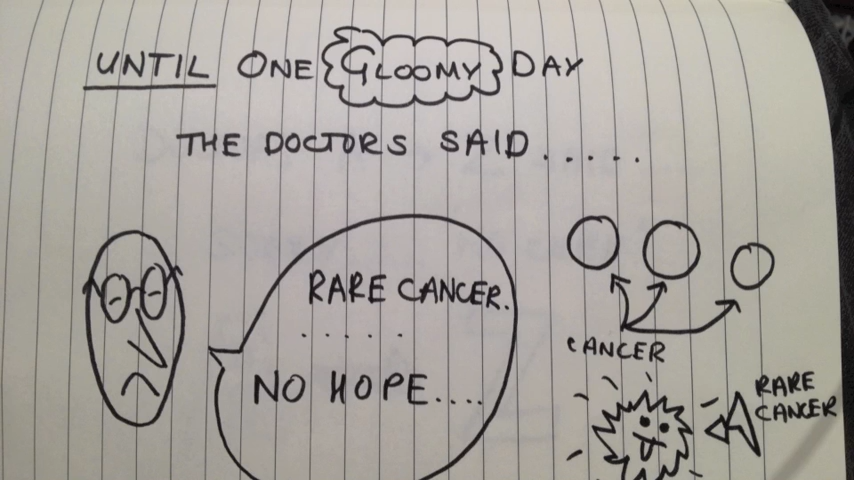 UNTIL ONE GLOOMY DAY
THE DOCTORS SAID......
RARE CANCER.
.....
NO HOPE....
CANCER
RARE
CANCER